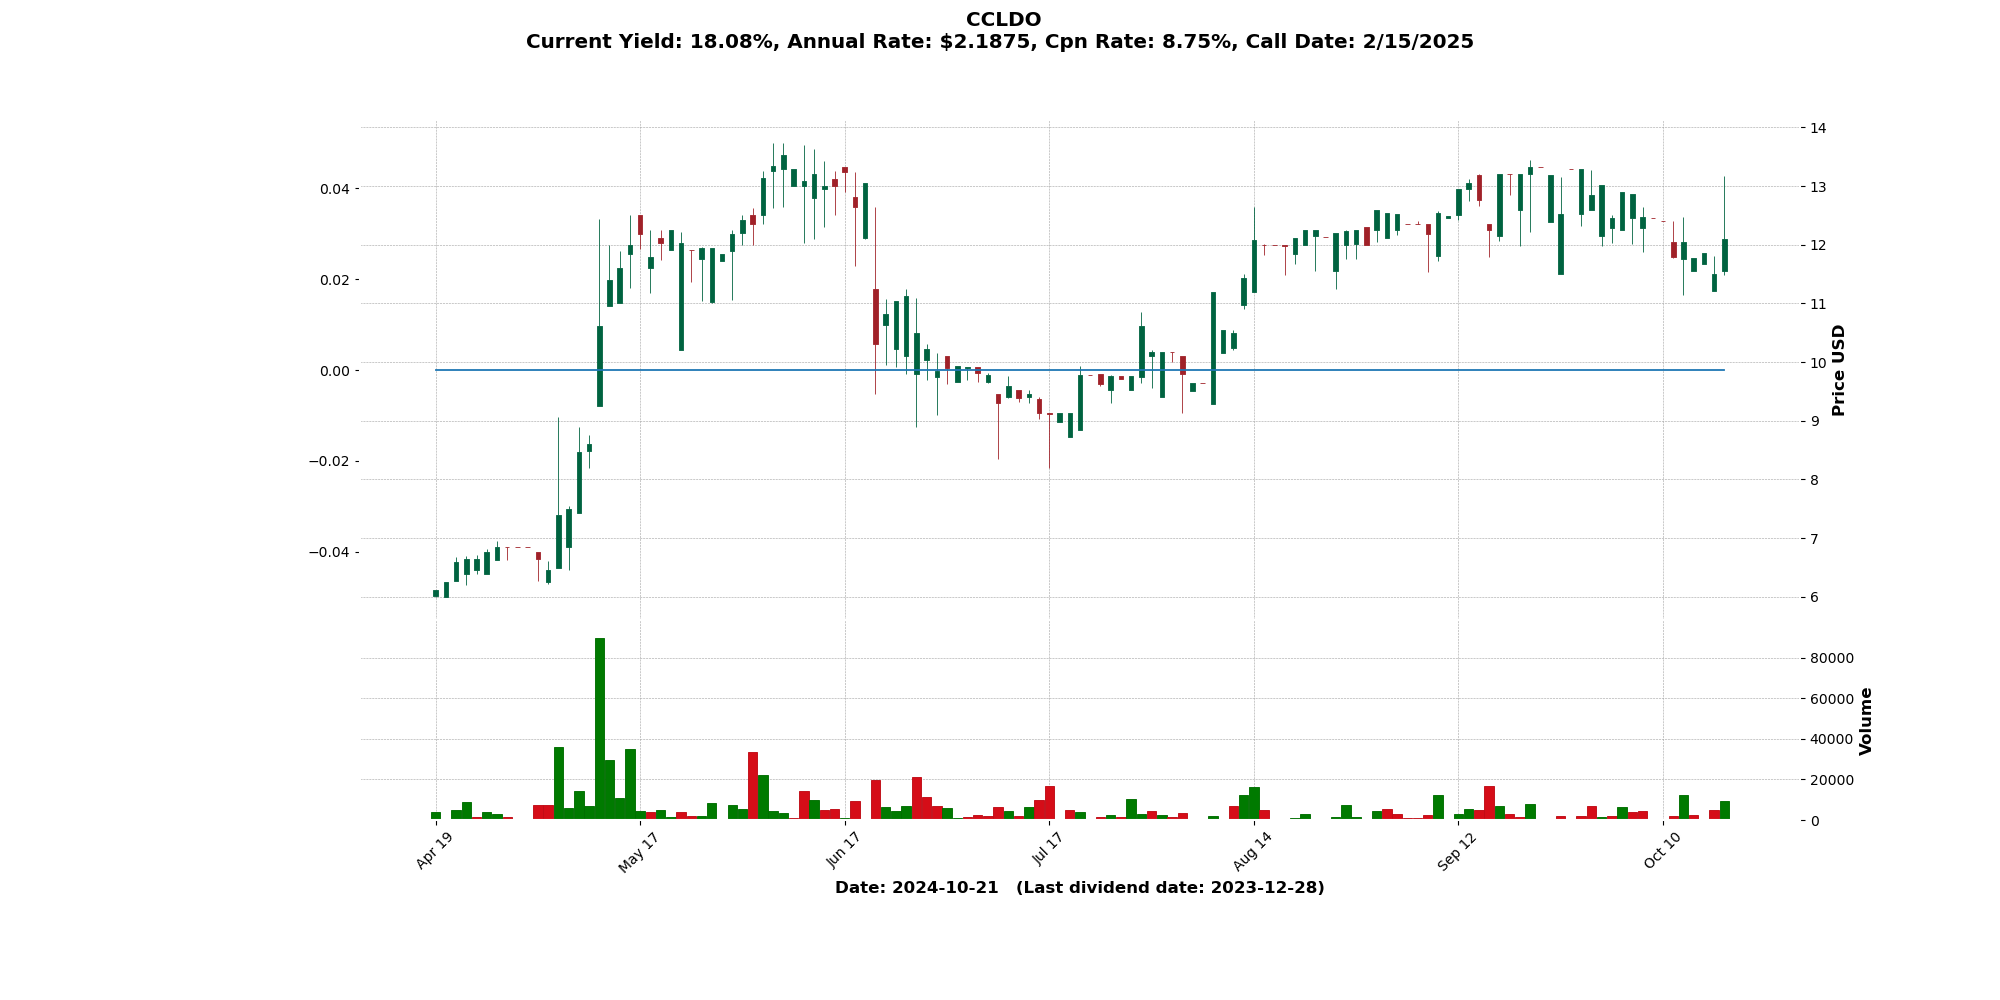 CCLDO
Current Yield: 18.08%, Annual Rate: $2.1875, Cpn Rate: 8.75%, Call Date: 2/15/2025
0.04
0.02
0.00
−0.02
−0.04
14
13
12
11
10
9
8
7
6
Price USD
80000
60000
40000
20000
0
Volume
Apr 19
May 17
Jun 17
Jul 17
Aug 14
Sep 12
Oct 10
Date: 2024-10-21 (Last dividend date: 2023-12-28)